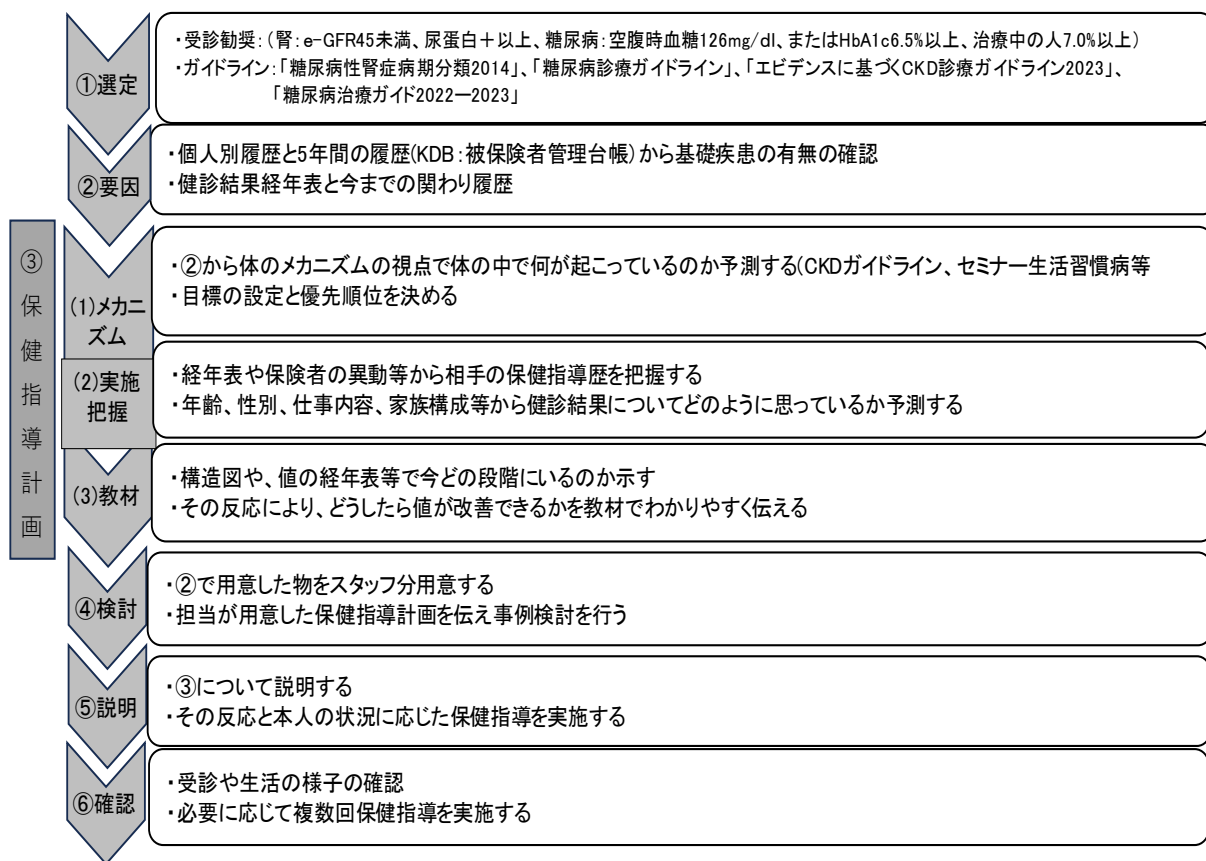 ①選定
・受診勧奨：（腎：e-GFR45未満、尿蛋白＋以上、糖尿病：空腹時血糖126mg/dl、またはHbA1c6.5%以上、治療中の人7.0%以上）
・ガイドライン：「糖尿病性腎症病期分類2014」、「糖尿病診療ガイドライン」、「エビデンスに基づくCKD診療ガイドライン2023」、
「糖尿病治療ガイド2022ー2023」
②要因
・個人別履歴と5年間の履歴(KDB：被保険者管理台帳)から基礎疾患の有無の確認
・健診結果経年表と今までの関わり履歴
③保健指導計画
(1)メカニ
ズム
・②から体のメカニズムの視点で体の中で何が起こっているのか予測する(CKDガイドライン、セミナー生活習慣病等
・目標の設定と優先順位を決める
(2)実施
把握
・経年表や保険者の異動等から相手の保健指導歴を把握する
・年齢、性別、仕事内容、家族構成等から健診結果についてどのように思っているか予測する
(3)教材
・構造図や、値の経年表等で今どの段階にいるのか示す
・その反応により、どうしたら値が改善できるかを教材でわかりやすく伝える
④検討
・②で用意した物をスタッフ分用意する
・担当が用意した保健指導計画を伝え事例検討を行う
⑤説明
・③について説明する
・その反応と本人の状況に応じた保健指導を実施する
⑥確認
・受診や生活の様子の確認
・必要に応じて複数回保健指導を実施する